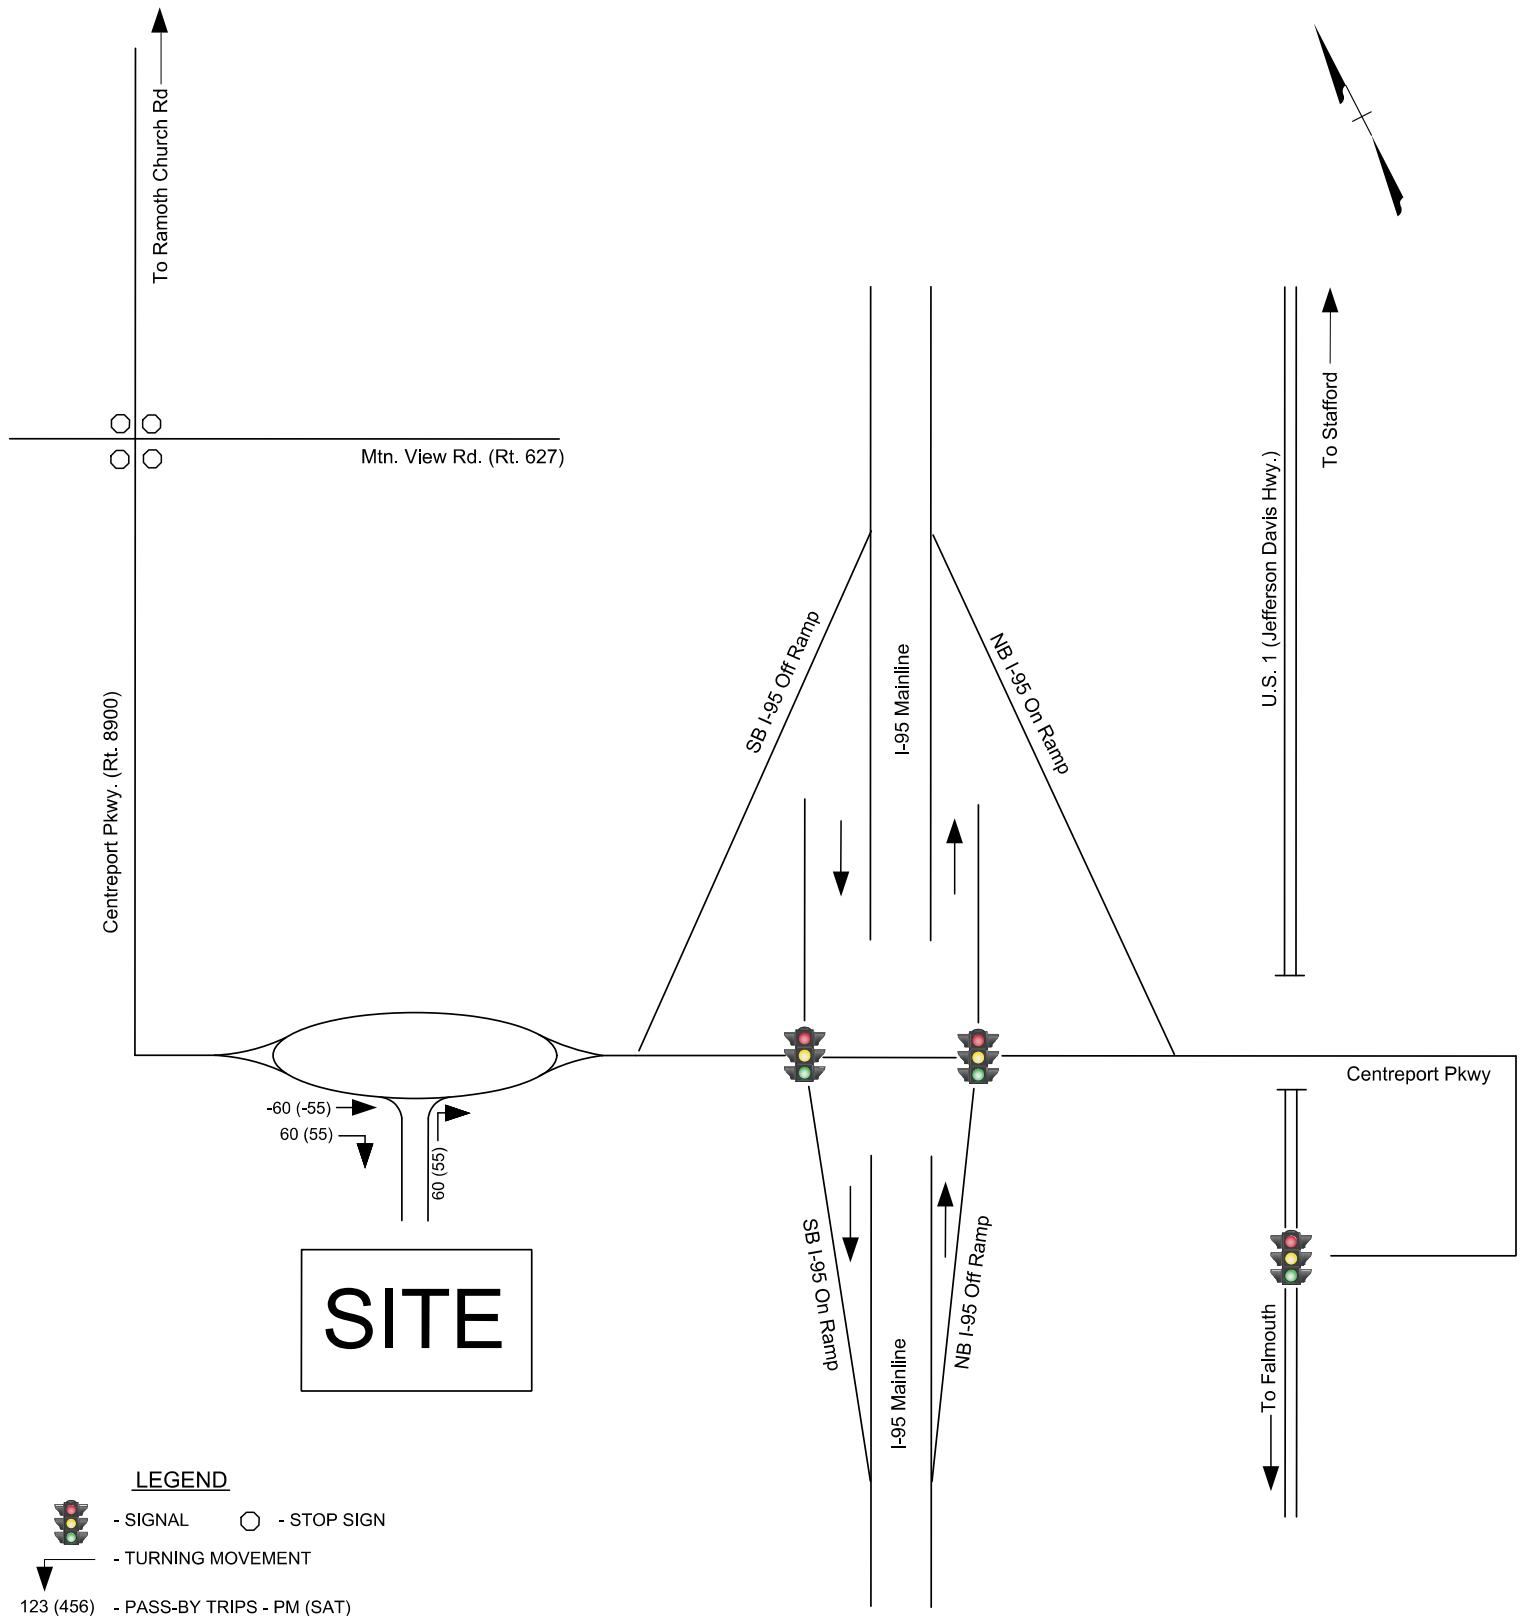 To Ramoth Church Rd
Mtn. View Rd. (Rt. 627)
To Stafford
U.S. 1 (Jefferson Davis Hwy.)
SB I-95 Off Ramp
I-95 Mainline
NB I-95 On Ramp
Centreport Pkwy. (Rt. 8900)
Centreport Pkwy
-60 (-55)
60 (55)
60 (55)
SITE
SB I-95 On Ramp
I-95 Mainline
NB I-95 Off Ramp
To Falmouth
LEGEND
- SIGNAL
- STOP SIGN
- TURNING MOVEMENT
123 (456) - PASS-BY TRIPS - PM (SAT)